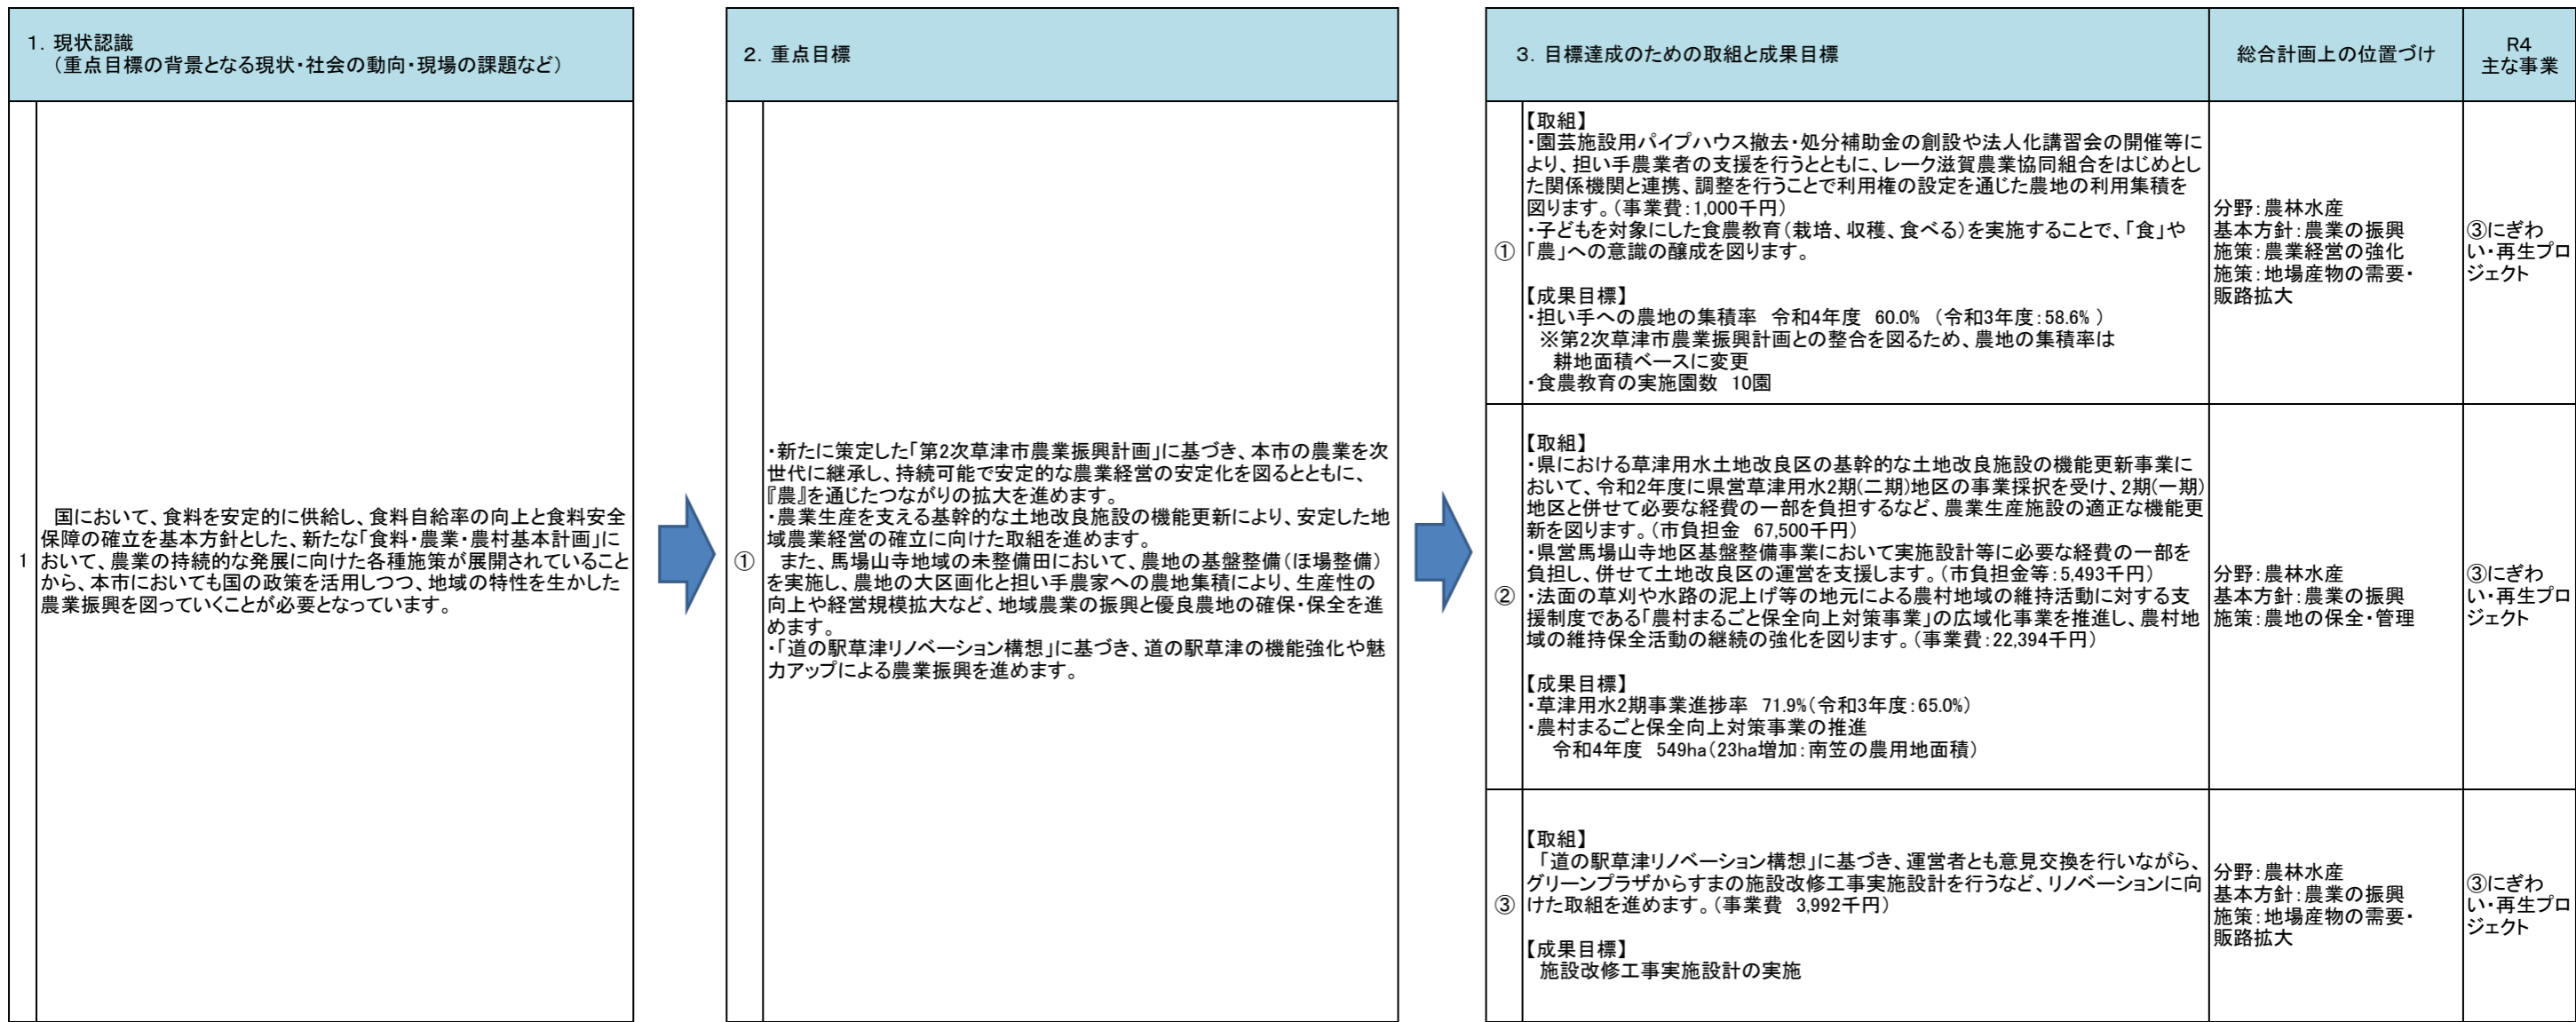 1. 現状認識
（重点目標の背景となる現状・社会の動向・現場の課題など）
1
国において、食料を安定的に供給し、食料自給率の向上と食料安全
保障の確立を基本方針とした、新たな「食料・農業・農村基本計画」に
おいて、農業の持続的な発展に向けた各種施策が展開されていること
から、本市においても国の政策を活用しつつ、地域の特性を生かした
農業振興を図っていくことが必要となっています。
2. 重点目標
①
・新たに策定した「第2次草津市農業振興計画」に基づき、本市の農業を次
世代に継承し、持続可能で安定的な農業経営の安定化を図るとともに、
『農』を通じたつながりの拡大を進めます。
・農業生産を支える基幹的な土地改良施設の機能更新により、安定した地
域農業経営の確立に向けた取組を進めます。
また、馬場山寺地域の未整備田において、農地の基盤整備（ほ場整備）
を実施し、農地の大区画化と担い手農家への農地集積により、生産性の
向上や経営規模拡大など、地域農業の振興と優良農地の確保・保全を進
めます。
・「道の駅草津リノベーション構想」に基づき、道の駅草津の機能強化や魅
力アップによる農業振興を進めます。
3. 目標達成のための取組と成果目標
総合計画上の位置づけ
R4
主な事業
①
【取組】
・園芸施設用パイプハウス撤去・処分補助金の創設や法人化講習会の開催等に
より、担い手農業者の支援を行うとともに、レーク滋賀農業協同組合をはじめとし
た関係機関と連携、調整を行うことで利用権の設定を通じた農地の利用集積を
図ります。（事業費：1,000千円）
・子どもを対象にした食農教育（栽培、収穫、食べる）を実施することで、「食」や
「農」への意識の醸成を図ります。
【成果目標】
・担い手への農地の集積率 令和4年度 60.0% （令和3年度：58.6% ）
※第2次草津市農業振興計画との整合を図るため、農地の集積率は
耕地面積ベースに変更
・食農教育の実施園数 10園
分野：農林水産
基本方針：農業の振興
施策：農業経営の強化
施策：地場産物の需要・
販路拡大
③にぎわ
い・再生プロ
ジェクト
②
【取組】
・県における草津用水土地改良区の基幹的な土地改良施設の機能更新事業に
おいて、令和2年度に県営草津用水2期(二期)地区の事業採択を受け、2期(一期)
地区と併せて必要な経費の一部を負担するなど、農業生産施設の適正な機能更
新を図ります。（市負担金 67,500千円）
・県営馬場山寺地区基盤整備事業において実施設計等に必要な経費の一部を
負担し、併せて土地改良区の運営を支援します。（市負担金等：5,493千円）
・法面の草刈や水路の泥上げ等の地元による農村地域の維持活動に対する支
援制度である「農村まるごと保全向上対策事業」の広域化事業を推進し、農村地
域の維持保全活動の継続の強化を図ります。（事業費：22,394千円）
【成果目標】
・草津用水2期事業進捗率 71.9%（令和3年度：65.0%）
・農村まるごと保全向上対策事業の推進
令和4年度 549ha（23ha増加：南笠の農用地面積）
分野：農林水産
基本方針：農業の振興
施策：農地の保全・管理
③にぎわ
い・再生プロ
ジェクト
③
【取組】
「道の駅草津リノベーション構想」に基づき、運営者とも意見交換を行いながら、
グリーンプラザからすまの施設改修工事実施設計を行うなど、リノベーションに向
けた取組を進めます。（事業費 3,992千円）
【成果目標】
施設改修工事実施設計の実施
分野：農林水産
基本方針：農業の振興
施策：地場産物の需要・
販路拡大
③にぎわ
い・再生プロ
ジェクト